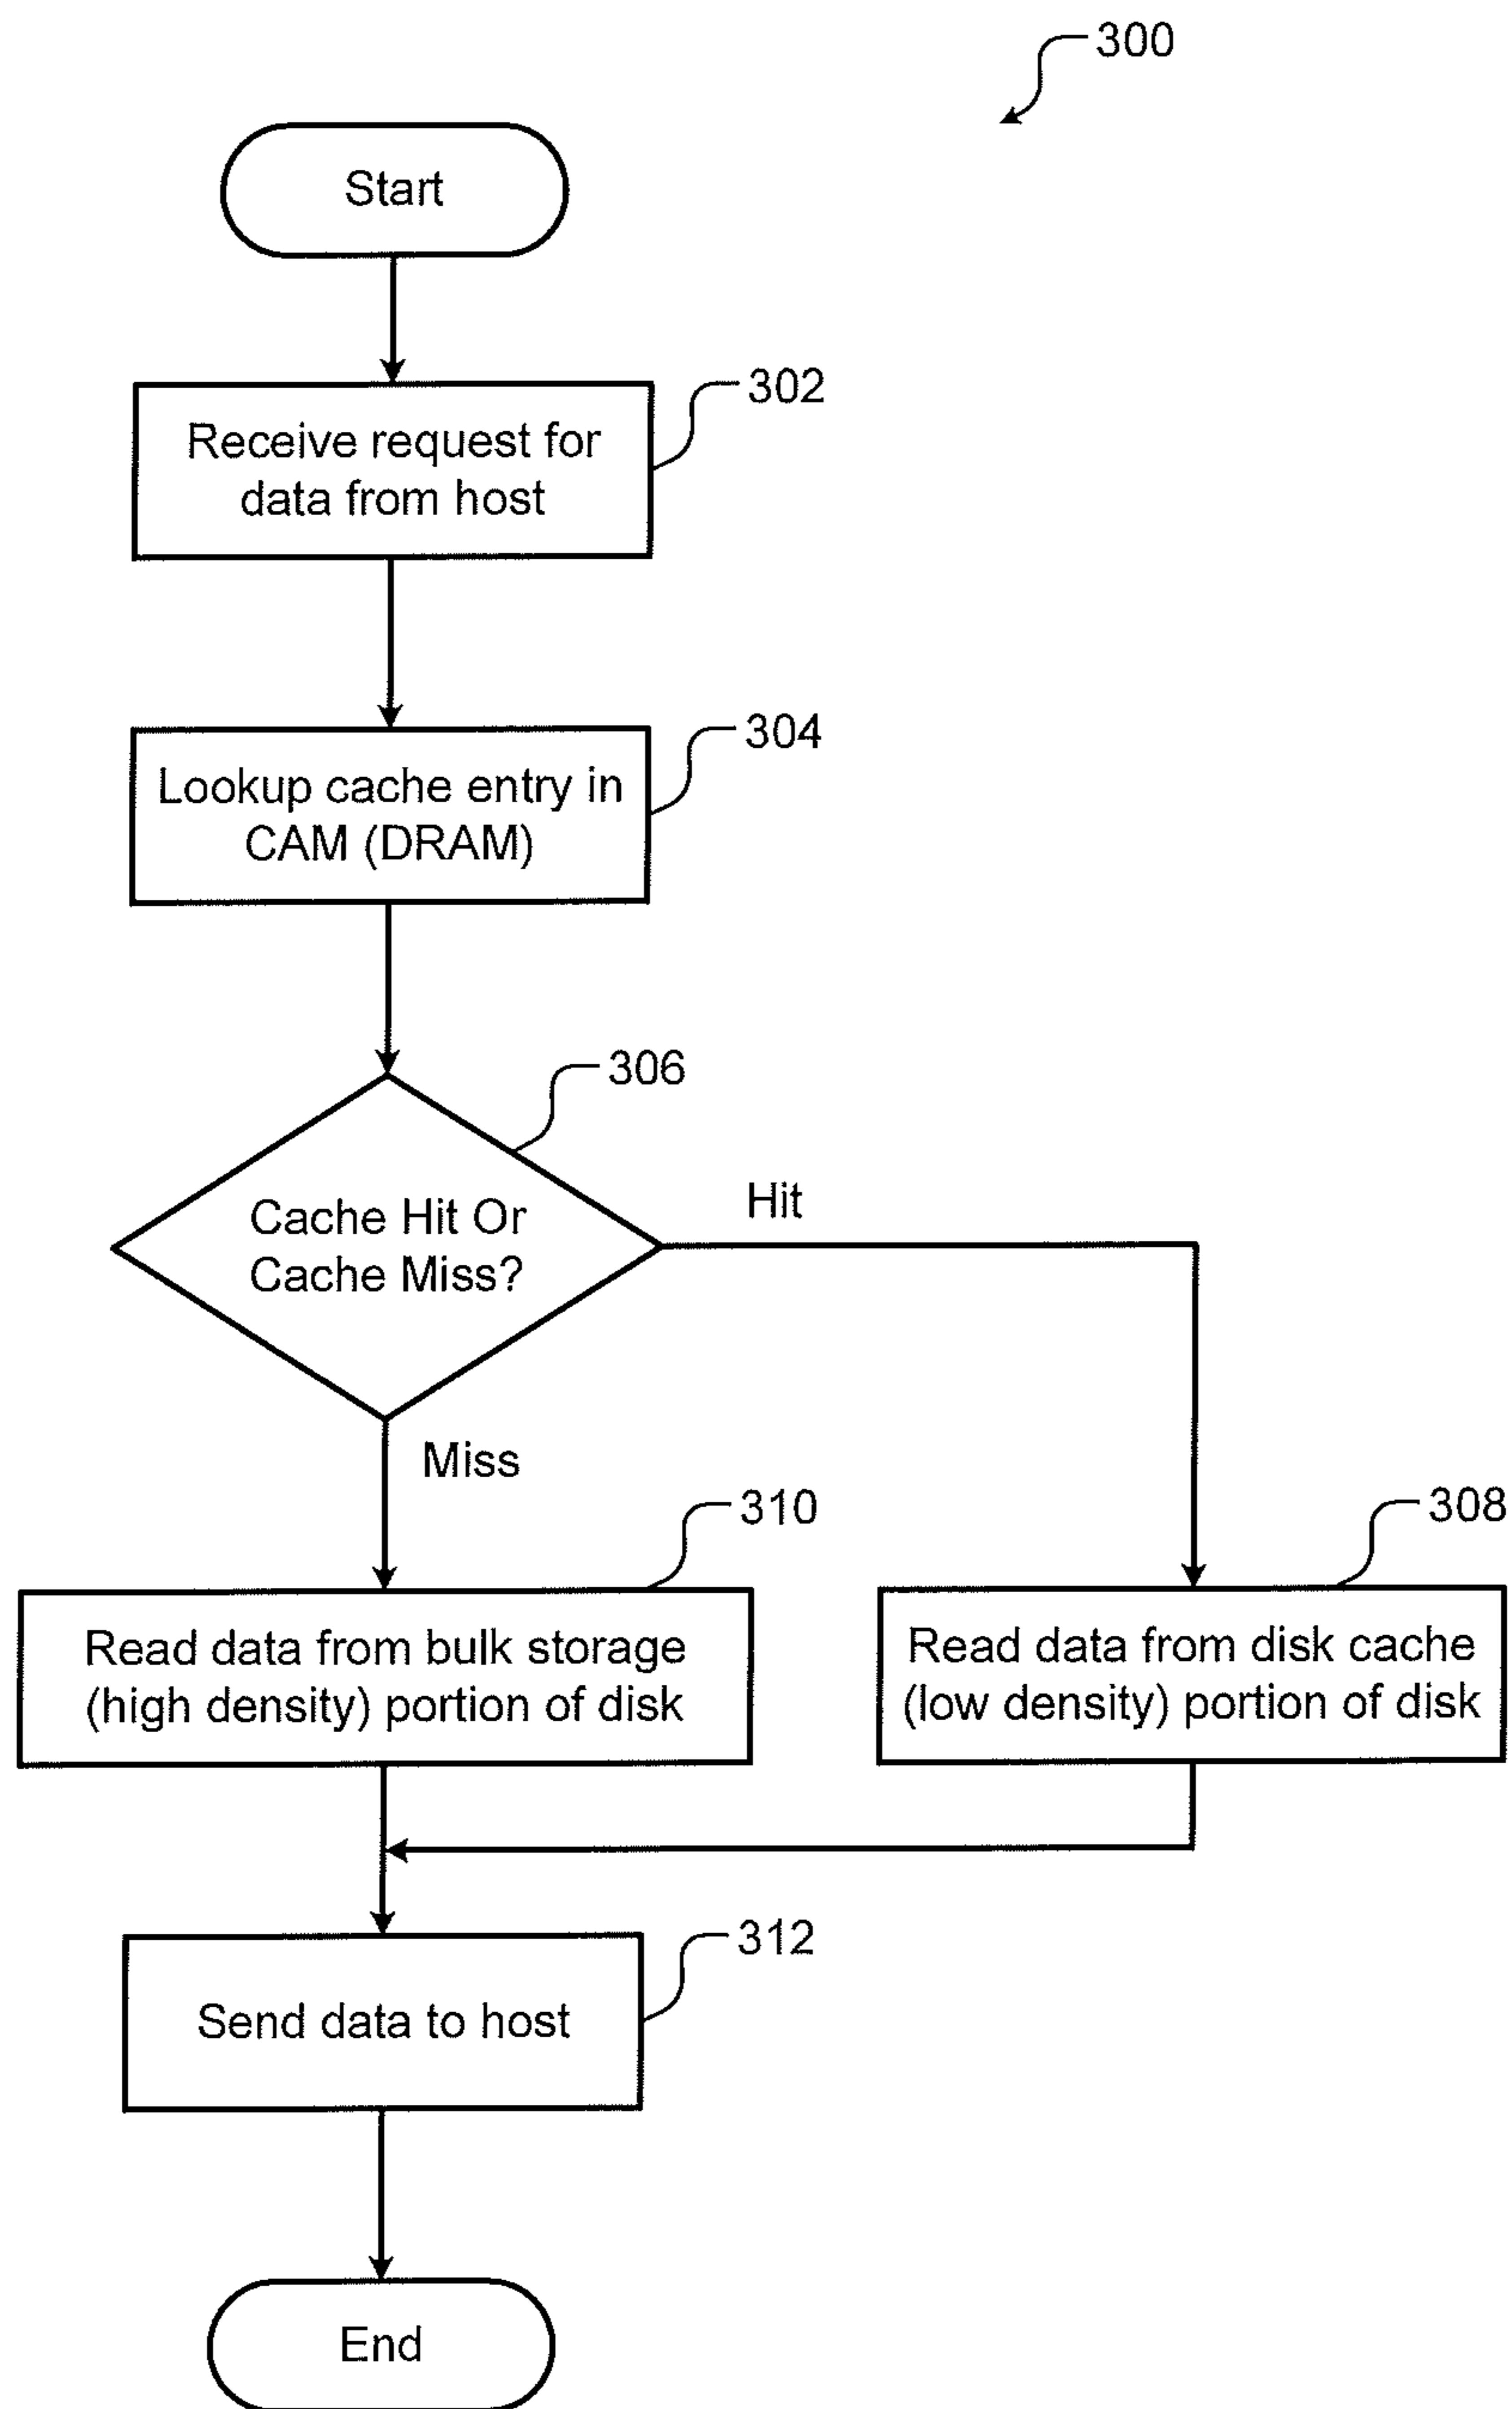 300
Start
302
Receive request for
data from host
304
Lookup cache entry in
CAM (DRAM)
306
Cache Hit Or
Cache Miss?
Hit
Miss
310
Read data from bulk storage
(high density) portion of disk
308
Read data from disk cache
(low density) portion of disk
312
Send data to host
End